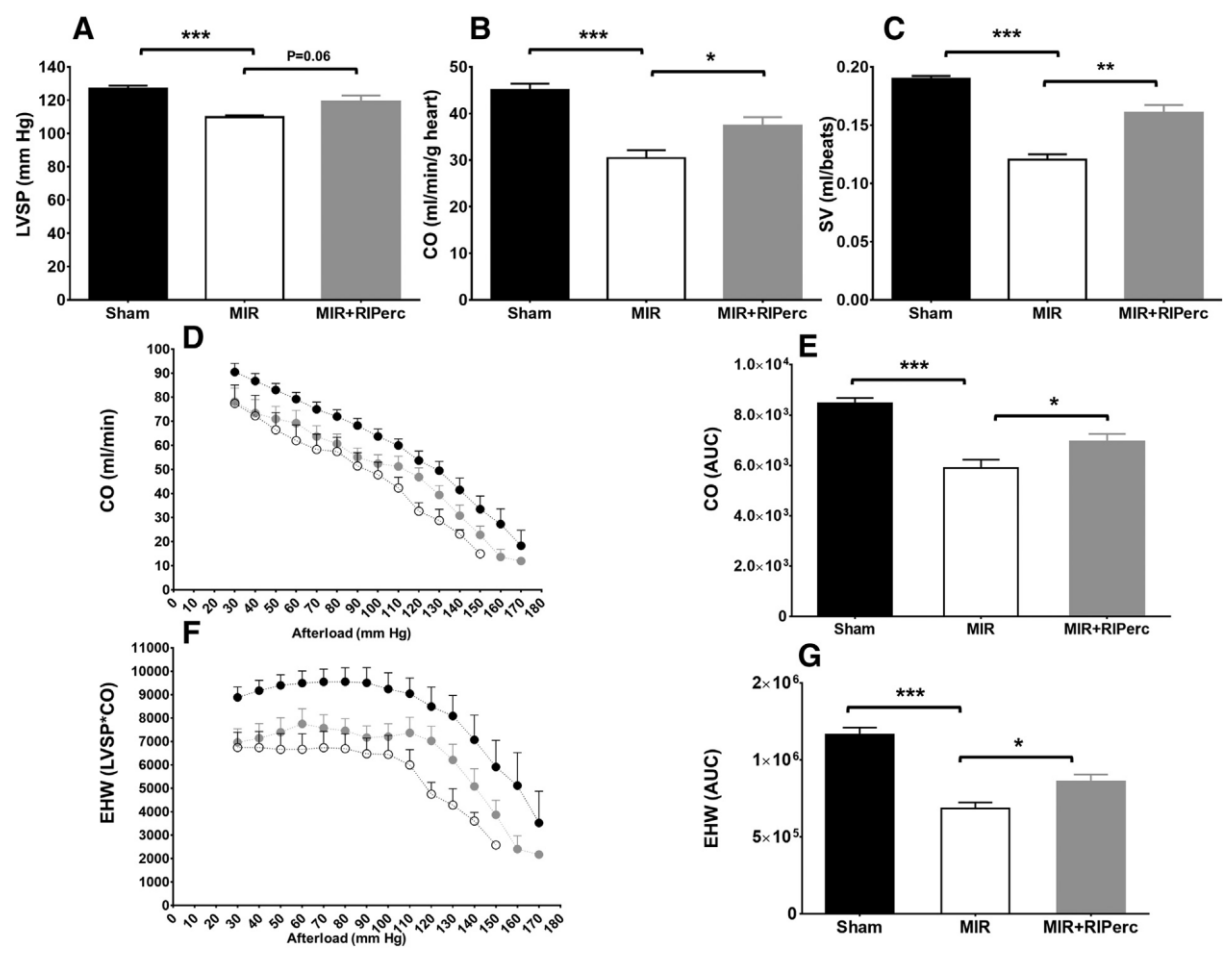 A
***
P=0.06
LVSP (mm Hg)
140
120
100
80
60
40
20
0
Sham MIR MIR+RIPerc
B
***
*
CO (ml/min/g heart)
50
40
30
20
10
0
Sham MIR MIR+RIPerc
C
***
**
SV (ml/beats)
0.20
0.15
0.10
0.05
0.00
Sham MIR MIR+RIPerc
D
CO (ml/min)
100
90
80
70
60
50
40
30
20
10
0
0 10 20 30 40 50 60 70 80 90 100 110 120 130 140 150 160 170 180
Afterload (mm Hg)
E
***
*
CO (AUC)
1.0×10⁴
8.0×10³
6.0×10³
4.0×10³
2.0×10³
0
Sham MIR MIR+RIPerc
F
EHW (LVSP*CO)
11000
10000
9000
8000
7000
6000
5000
4000
3000
2000
1000
0
0 10 20 30 40 50 60 70 80 90 100 110 120 130 140 150 160 170 180
Afterload (mm Hg)
G
***
*
EHW (AUC)
2×10⁶
1×10⁶
5×10⁵
0
Sham MIR MIR+RIPerc